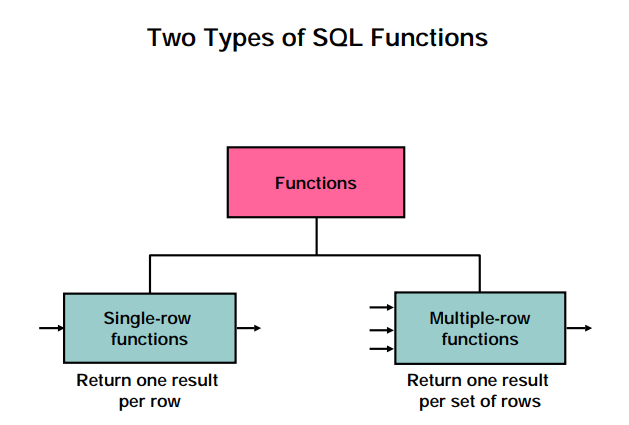 Two Types of SQL Functions
Functions
Single-row
functions
Multiple-row
functions
Return one result
per row
Return one result
per set of rows